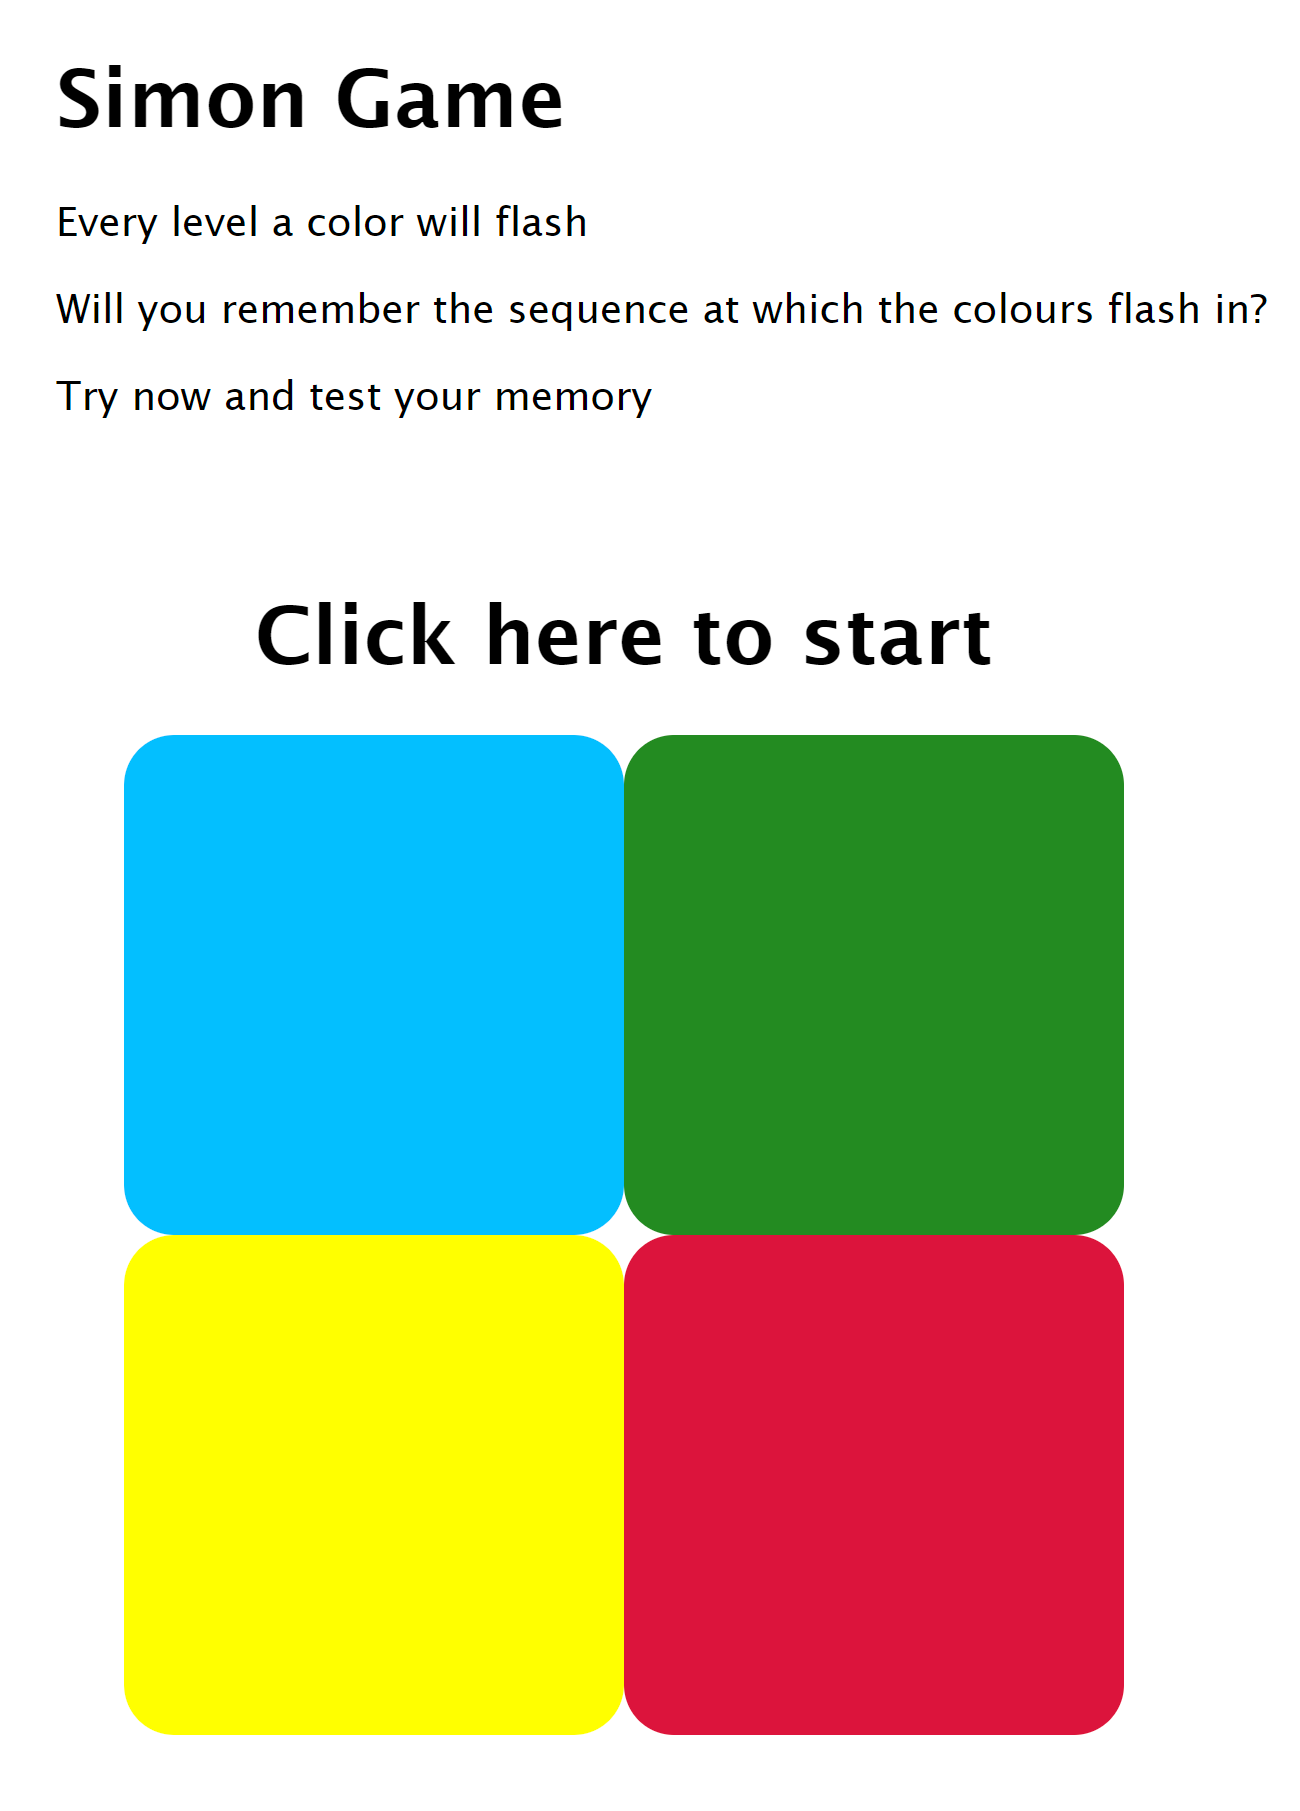 Simon Game
Every level a color will flash
Will you remember the sequence at which the colours flash in?
Try now and test your memory
Click here to start